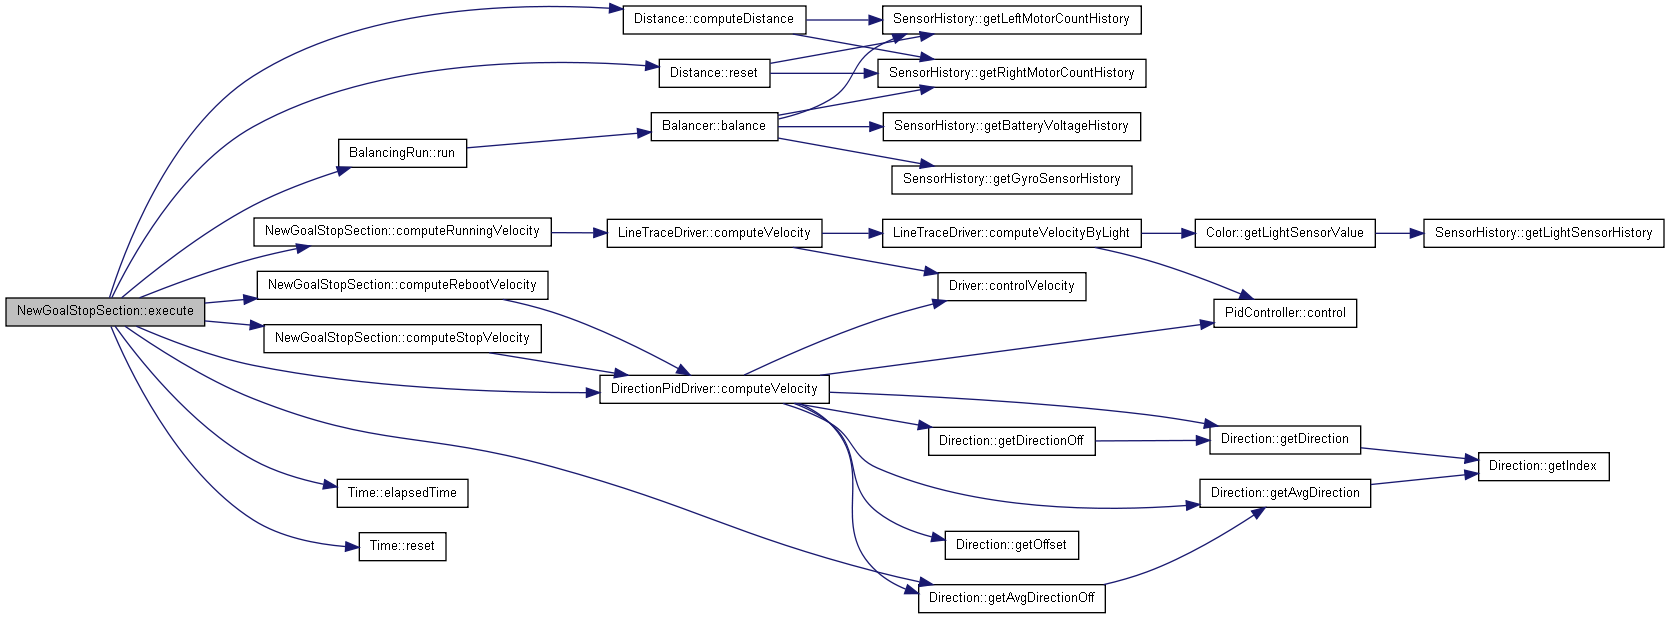 Distance::computeDistance
SensorHistory::getLeftMotorCountHistory
Distance::reset
SensorHistory::getRightMotorCountHistory
Balancer::balance
SensorHistory::getBatteryVoltageHistory
BalancingRun::run
SensorHistory::getGyroSensorHistory
NewGoalStopSection::computeRunningVelocity
LineTraceDriver::computeVelocity
LineTraceDriver::computeVelocityByLight
Color::getLightSensorValue
SensorHistory::getLightSensorHistory
NewGoalStopSection::computeRebootVelocity
Driver::controlVelocity
NewGoalStopSection::execute
PidController::control
NewGoalStopSection::computeStopVelocity
DirectionPidDriver::computeVelocity
Direction::getDirectionOff
Direction::getDirection
Direction::getIndex
Time::elapsedTime
Direction::getAvgDirection
Time::reset
Direction::getOffset
Direction::getAvgDirectionOff